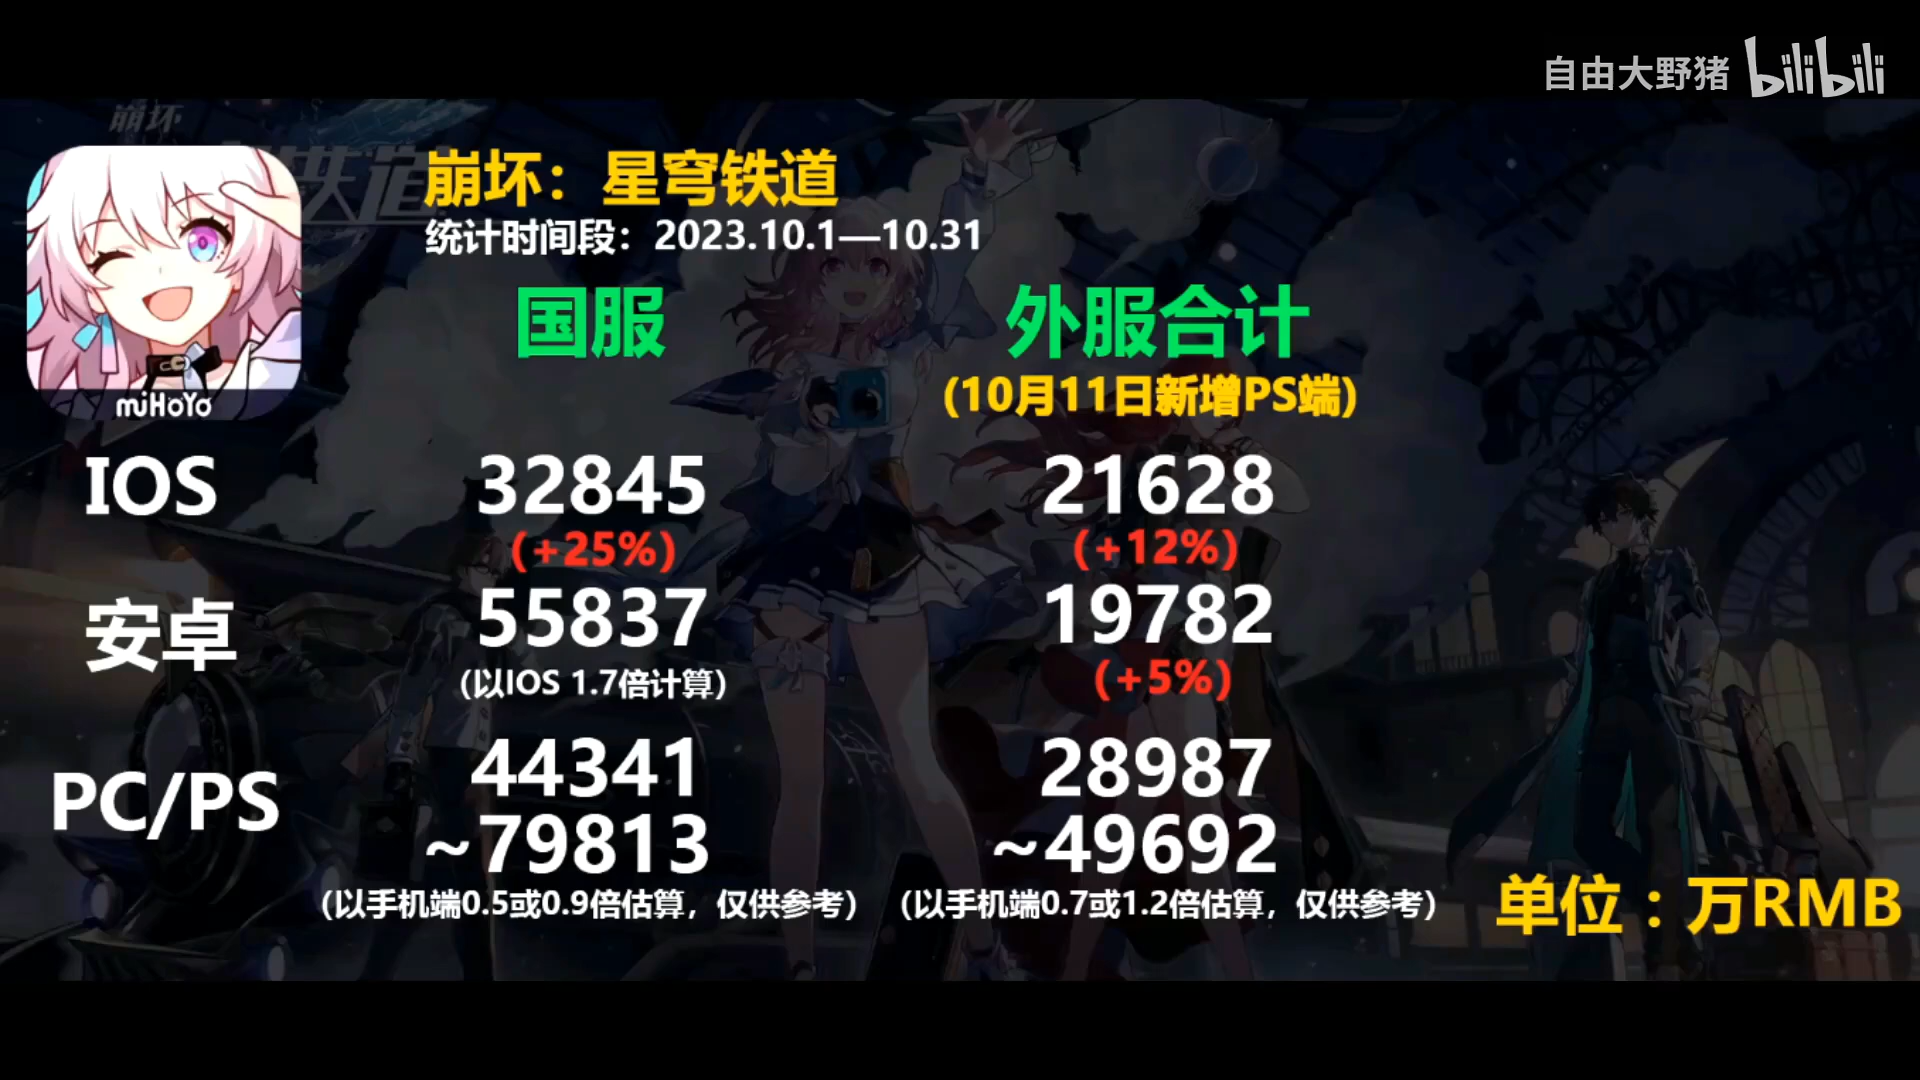 自由大野猪 bilibili
崩坏
铁道
崩坏：星穹铁道
统计时间段：2023.10.1—10.31
miHoYo
国服 外服合计
(10月11日新增PS端)
IOS 32845 21628
(+25%) (+12%)
安卓 55837 19782
(以IOS 1.7倍计算) (+5%)
PC/PS 44341 28987
~79813 ~49692
(以手机端0.5或0.9倍估算，仅供参考) (以手机端0.7或1.2倍估算，仅供参考)
单位：万RMB